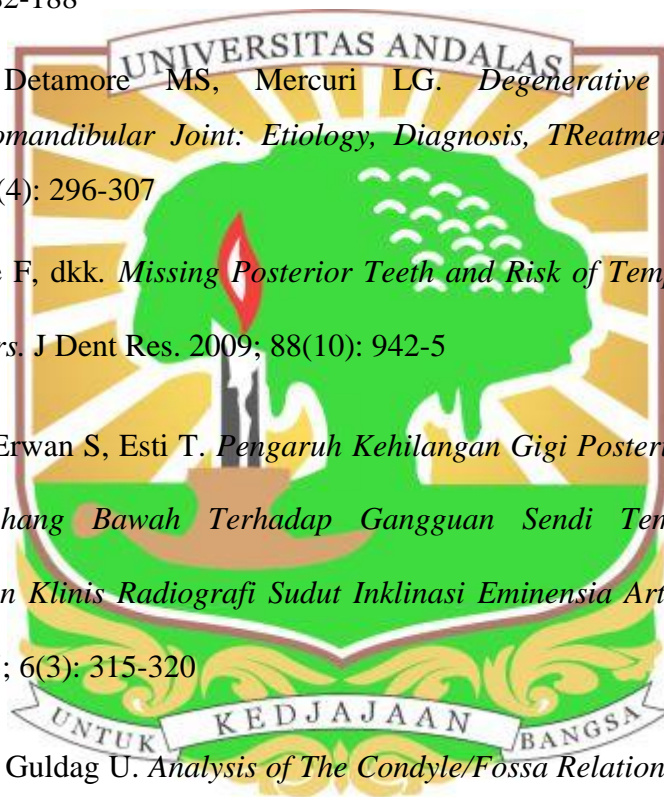 182-188
UNIVERSITAS ANDALAS
Detamore MS, Mercuri LG. Degenerative
omandibular Joint: Etiology, Diagnosis, TReatmen
(4): 296-307
F, dkk. Missing Posterior Teeth and Risk of Temp
rs. J Dent Res. 2009; 88(10): 942-5
Erwan S, Esti T. Pengaruh Kehilangan Gigi Posteri
hang Bawah Terhadap Gangguan Sendi Tem
n Klinis Radiografi Sudut Inklinasi Eminensia Art
; 6(3): 315-320
UNTUK KEDJAJAAN BANGSA
Guldag U. Analysis of The Condyle/Fossa Relation